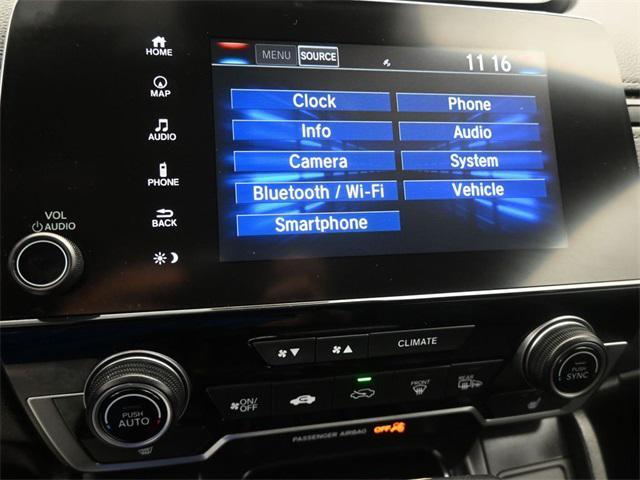 HOME
MENU SOURCE
11 16
MAP
Clock Phone
Info Audio
AUDIO
Camera System
PHONE
Bluetooth / Wi-Fi Vehicle
BACK
Smartphone
VOL
AUDIO
CLIMATE
PUSH
AUTO
ON/
OFF
FRONT
REAR
PUSH
SYNC
PASSENGER AIRBAG OFF